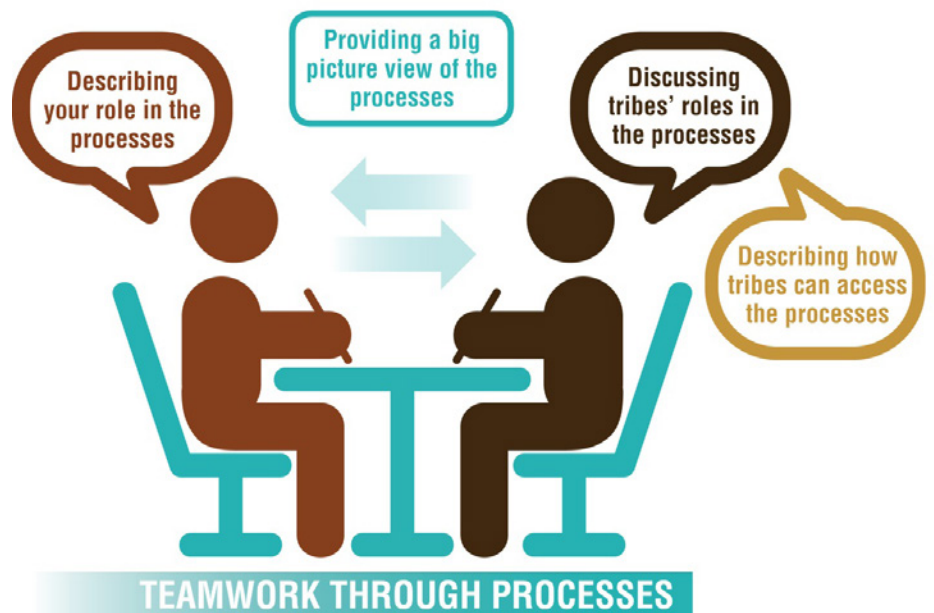 Describing
your role in the
processes
Providing a big
picture view of the
processes
Discussing
tribes' roles in
the processes
Describing how
tribes can access
the processes
TEAMWORK THROUGH PROCESSES